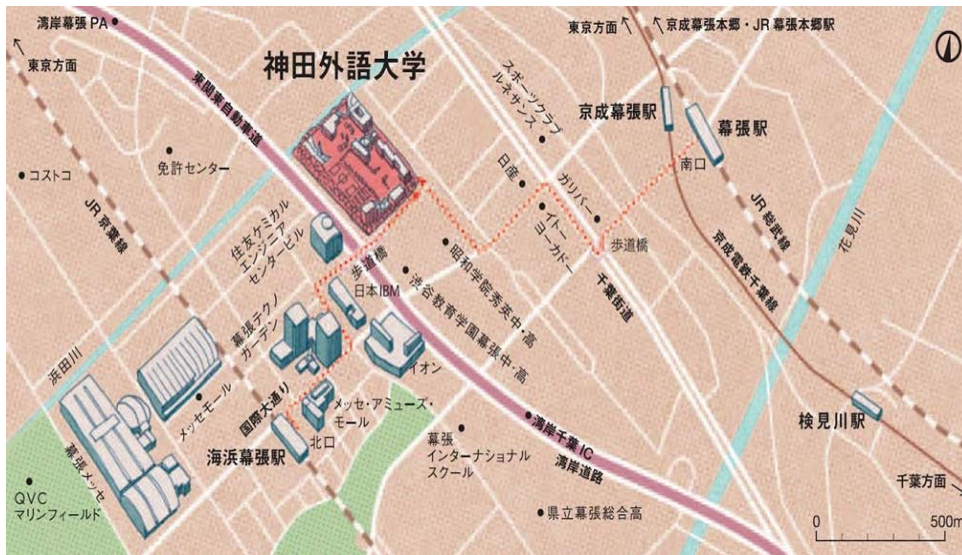 湾岸幕張PA
東京方面
神田外語大学
東関東自動車道
免許センター
コストコ
JR京葉線
東京方面
京成幕張本郷・JR幕張本郷駅
スポーツクラブ
ルネサンス
京成幕張駅
幕張駅
南口
日産
ガリバー
イトー
ヨーカドー
歩道橋
JR総武線
京成電鉄千葉線
花見川
千葉街道
住友ケミカル
エンジニア
センタービル
歩道橋
日本IBM
昭和学院秀英中・高
渋谷教育学園幕張中・高
幕張テクノ
ガーデン
浜田川
イオン
メッセモール
国際大通り
メッセ・アミューズ・
モール
北口
海浜幕張駅
幕張メッセ
QVC
マリンフィールド
幕張
インターナショナル
スクール
湾岸千葉IC
湾岸道路
県立幕張総合高
検見川駅
千葉方面
0
500m